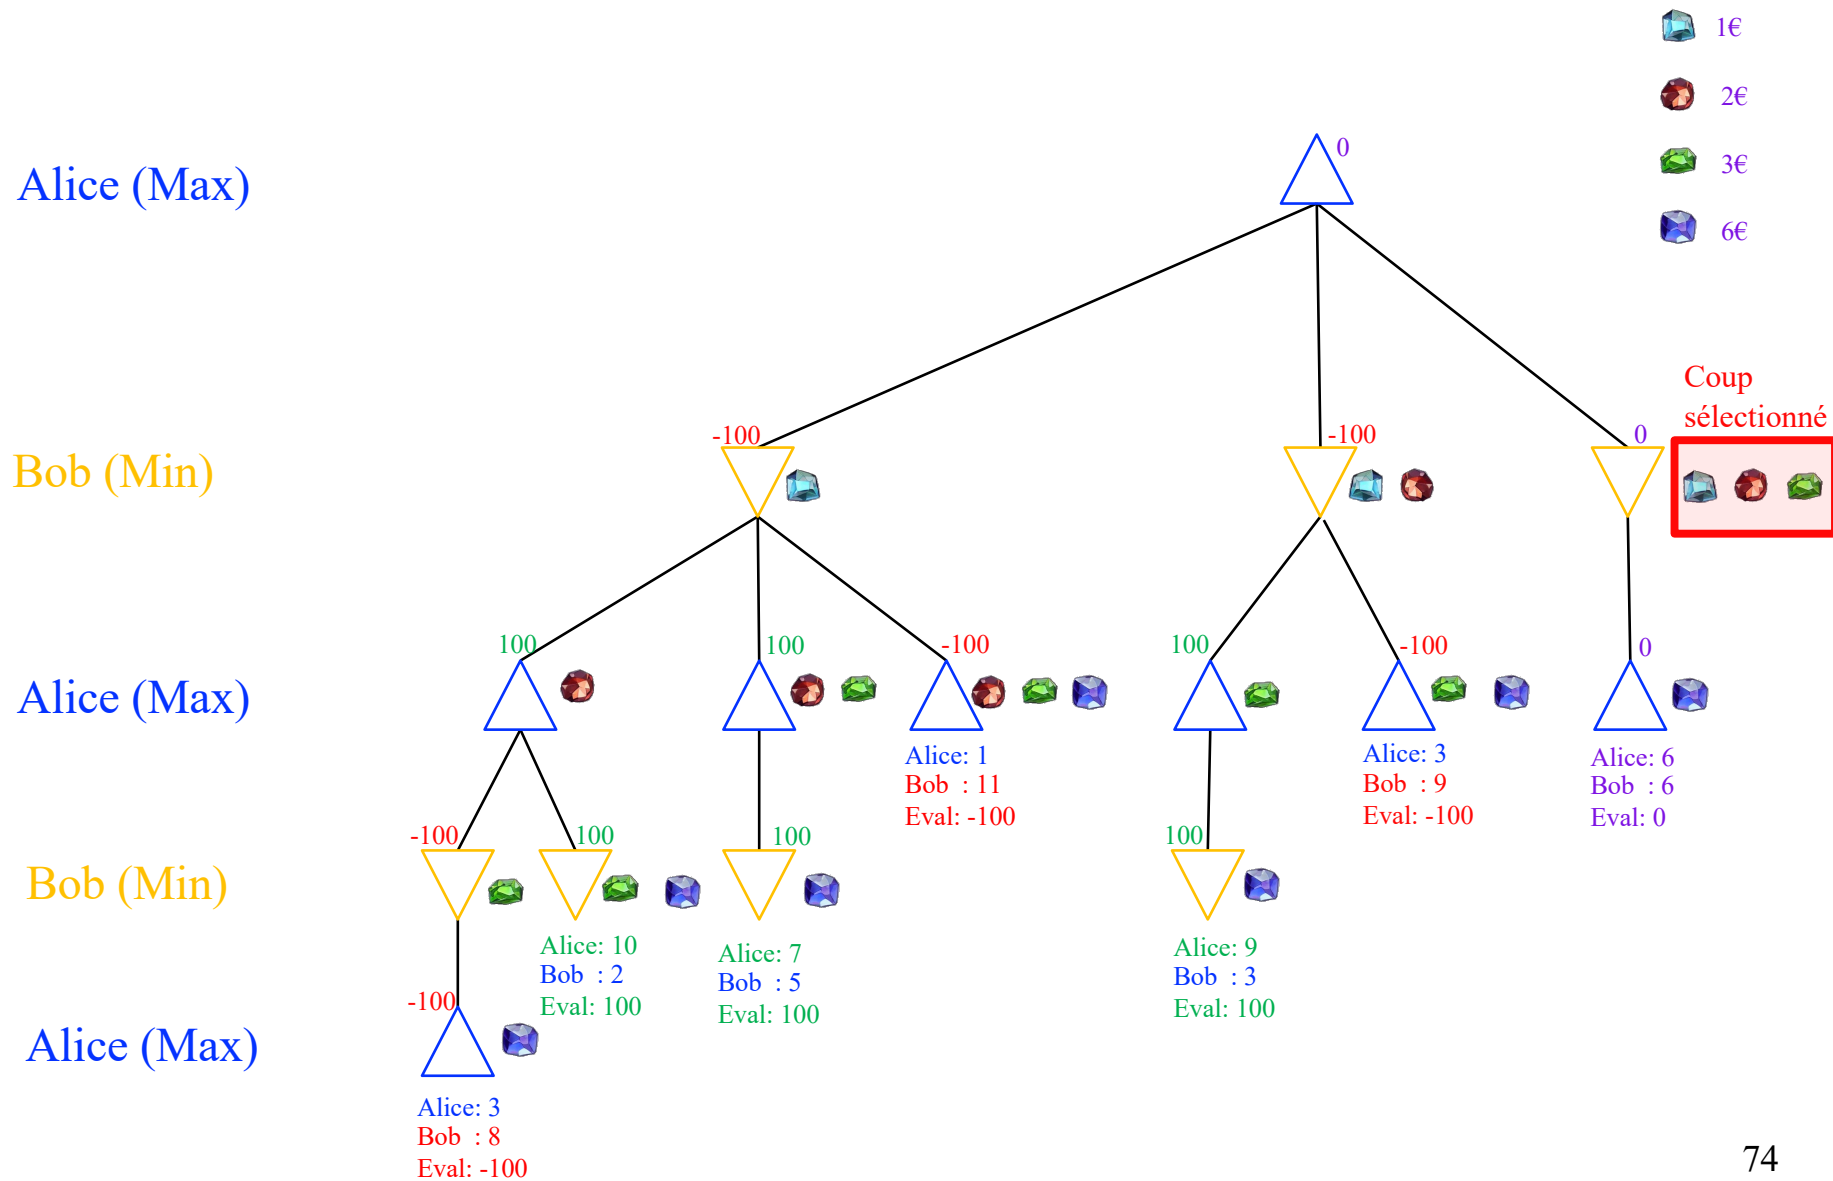 1€
2€
3€
6€
Alice (Max)
0
Coup
sélectionné
Bob (Min)
-100
-100
0
Alice (Max)
100
100
-100
100
-100
0
Alice: 1
Bob : 11
Eval: -100
Alice: 3
Bob : 9
Eval: -100
Alice: 6
Bob : 6
Eval: 0
Bob (Min)
-100
100
100
100
Alice: 10
Bob : 2
Eval: 100
Alice: 7
Bob : 5
Eval: 100
Alice: 9
Bob : 3
Eval: 100
Alice (Max)
-100
Alice: 3
Bob : 8
Eval: -100
74